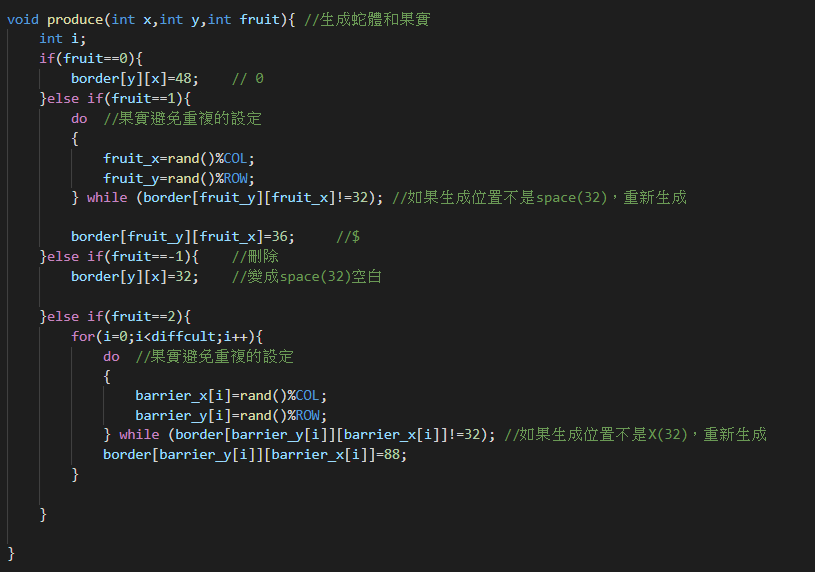 void produce(int x,int y,int fruit){ //生成蛇體和果實
    int i;
    if(fruit==0){
        border[y][x]=48;    // 0
    }else if(fruit==1){
        do  //果實避免重複的設定
        {
            fruit_x=rand()%COL;
            fruit_y=rand()%ROW;
        } while (border[fruit_y][fruit_x]!=32); //如果生成位置不是space(32)，重新生成
        border[fruit_y][fruit_x]=36;     //$
    }else if(fruit==-1){    //刪除
        border[y][x]=32;    //變成space(32)空白
    }else if(fruit==2){
        for(i=0;i<diffcult;i++){
            do  //果實避免重複的設定
            {
                barrier_x[i]=rand()%COL;
                barrier_y[i]=rand()%ROW;
            } while (border[barrier_y[i]][barrier_x[i]]!=32); //如果生成位置不是X(32)，重新生成
            border[barrier_y[i]][barrier_x[i]]=88;
        }
    }
}